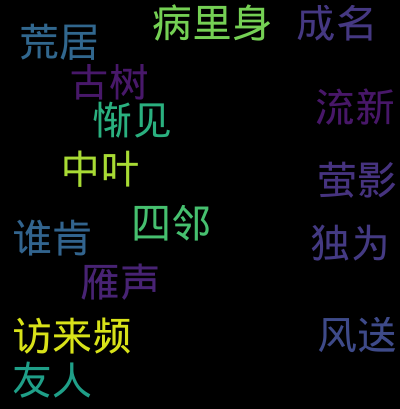 病里身 成名
荒居
古树
惭见 流新
中叶
萤影
四邻
谁肯 独为
雁声
访来频 风送
友人